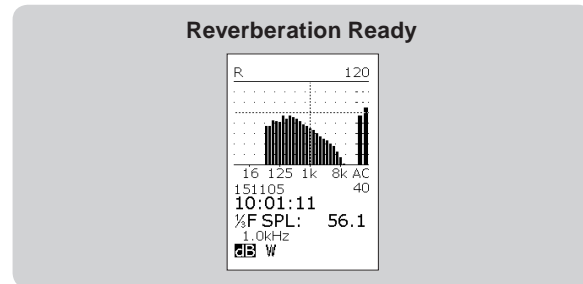 Reverberation Ready
R 120
16 125 1k 8k AC
151105 40
10:01:11
⅓F SPL: 56.1
1.0kHz
dB W